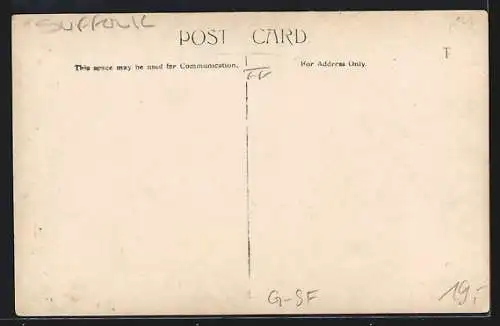 SUFFOLK
POST CARD.
This space may be used for Communication.
For Address Only.
T
G-SF
19,-